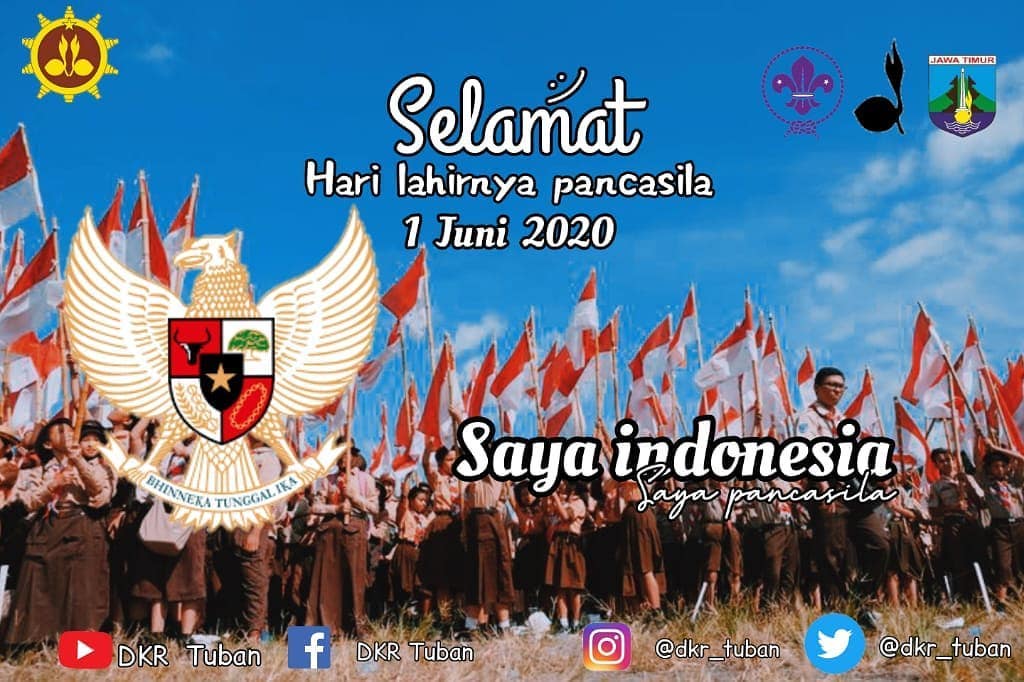 JAWA TIMUR
Selamat
Hari lahirnya pancasila
1 Juni 2020
BHINNEKA TUNGGAL IKA
Saya indonesia
Saya pancasila
DKR Tuban
DKR Tuban
@dkr_tuban
@dkr_tuban